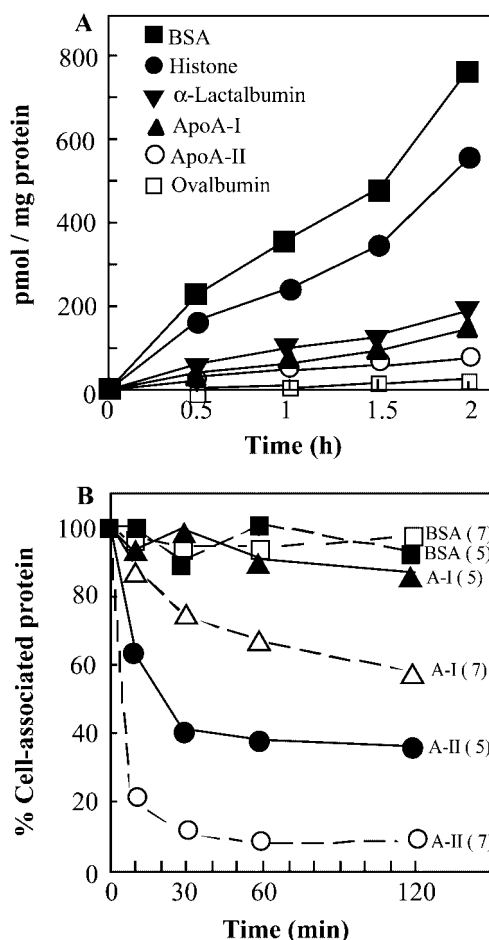 A
BSA
Histone
α-Lactalbumin
ApoA-I
ApoA-II
Ovalbumin
800
600
400
200
0
pmol / mg protein
0 0.5 1 1.5 2
Time (h)
B
100
80
60
40
20
0
% Cell-associated protein
BSA (7)
BSA (5)
A-I (5)
A-I (7)
A-II (5)
A-II (7)
0 30 60 120
Time (min)